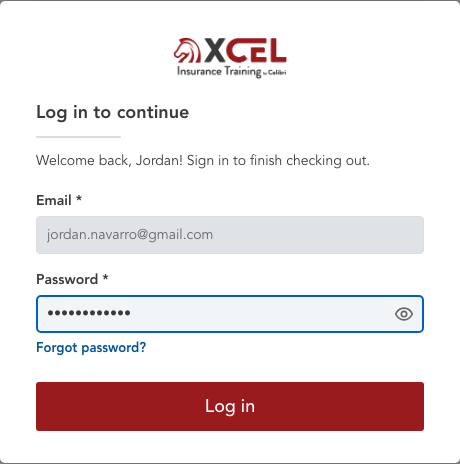 XCEL
Insurance Training by Colibri
Log in to continue
Welcome back, Jordan! Sign in to finish checking out.
Email *
jordan.navarro@gmail.com
Password *
••••••••••••
Forgot password?
Log in